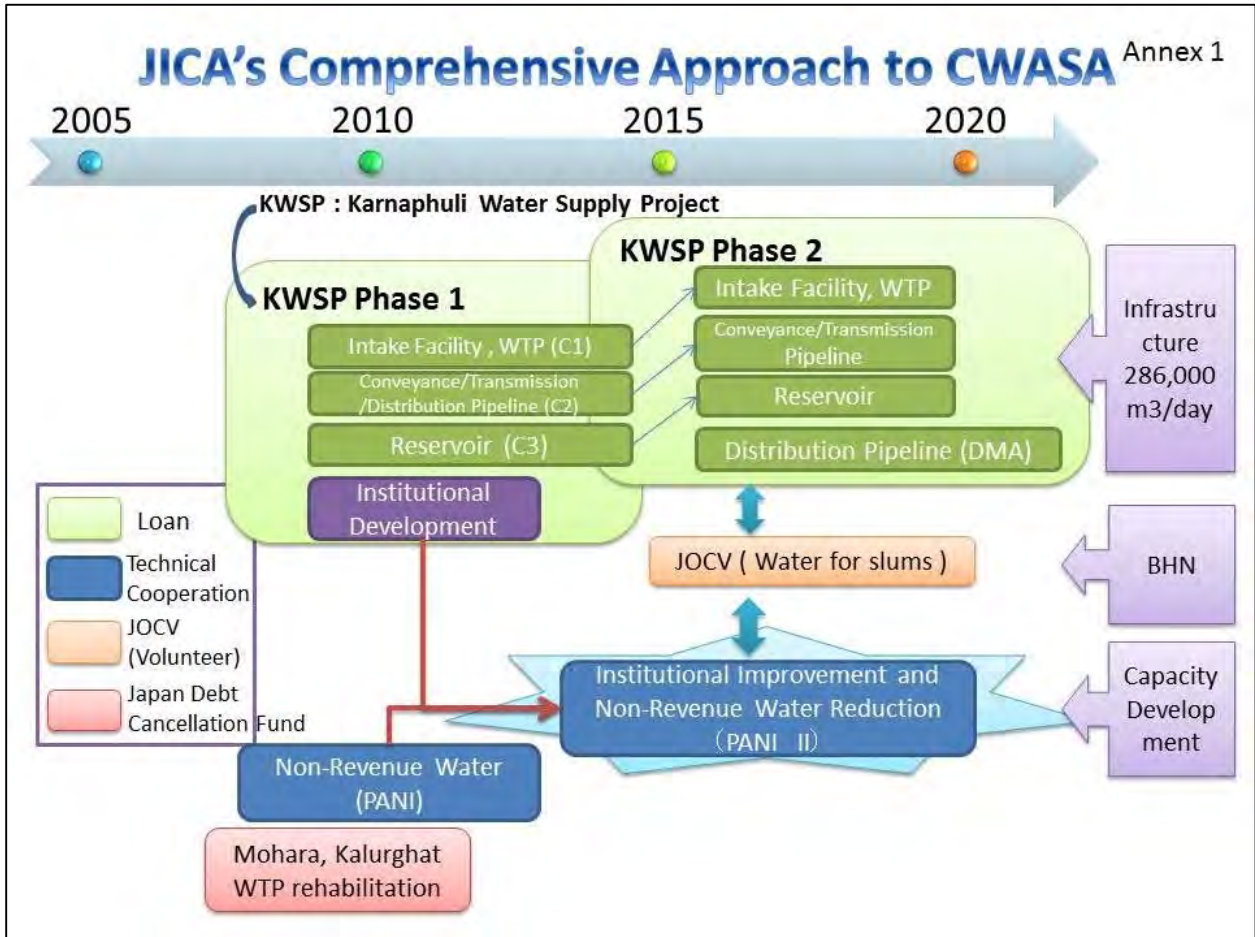 JICA's Comprehensive Approach to CWASA
Annex 1
2005
2010
2015
2020
KWSP : Karnaphuli Water Supply Project
KWSP Phase 1
Intake Facility , WTP (C1)
Conveyance/Transmission
/Distribution Pipeline (C2)
Reservoir (C3)
Institutional
Development
KWSP Phase 2
Intake Facility, WTP
Conveyance/Transmission
Pipeline
Reservoir
Distribution Pipeline (DMA)
Infrastru
cture
286,000
m3/day
Loan
Technical
Cooperation
JOCV
(Volunteer)
Japan Debt
Cancellation Fund
JOCV ( Water for slums )
BHN
Institutional Improvement and
Non-Revenue Water Reduction
（PANI II）
Capacity
Develop
ment
Non-Revenue Water
(PANI)
Mohara, Kalurghat
WTP rehabilitation